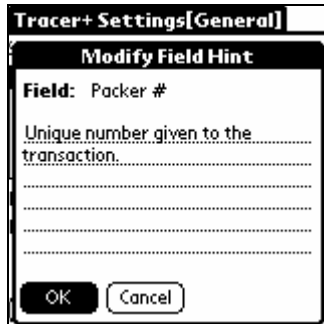 Tracer+ Settings[General]
Modify Field Hint
Field: Packer #
Unique number given to the
transaction.
OK Cancel